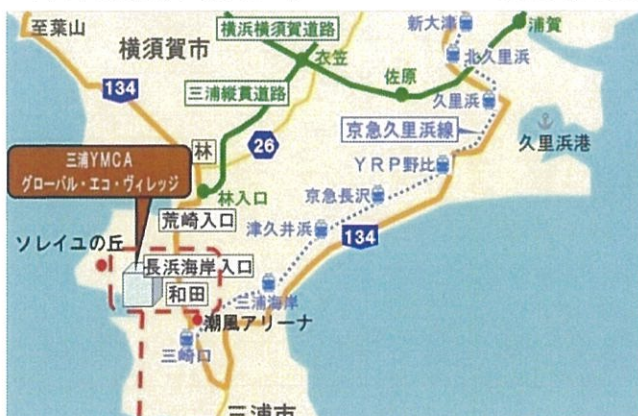 至葉山
横須賀市
横浜横須賀道路
新大津
浦賀
衣笠
北久里浜
134
三浦縦貫道路
佐原
久里浜
京急久里浜線
久里浜港
林
26
三浦YMCA
グローバル・エコ・ヴィレッジ
YRP野比
林入口
京急長沢
荒崎入口
津久井浜
134
ソレイユの丘
長浜海岸入口
和田
三浦海岸
潮風アリーナ
三崎口
三浦市